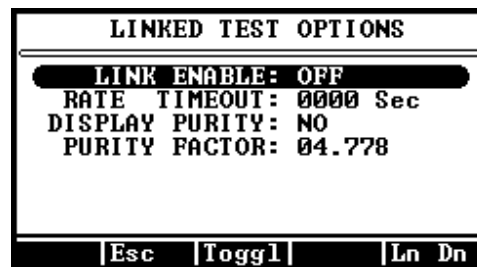 LINKED TEST OPTIONS
LINK ENABLE: OFF
RATE TIMEOUT: 0000 Sec
DISPLAY PURITY: NO
PURITY FACTOR: 04.778
Esc Toggl Ln Dn